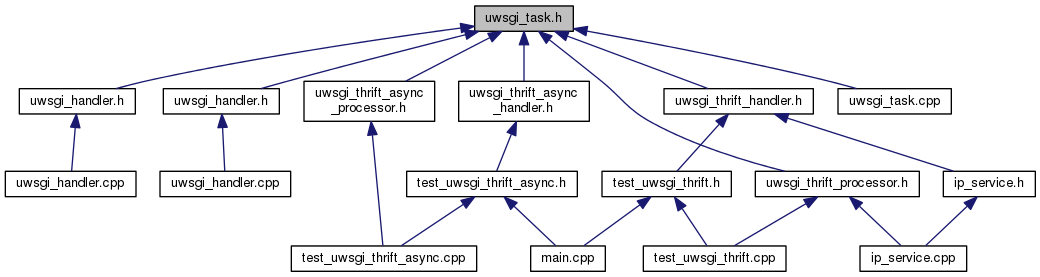 uwsgi_task.h
uwsgi_handler.h
uwsgi_handler.h
uwsgi_thrift_async
_processor.h
uwsgi_thrift_async
_handler.h
uwsgi_thrift_handler.h
uwsgi_task.cpp
uwsgi_handler.cpp
uwsgi_handler.cpp
test_uwsgi_thrift_async.h
test_uwsgi_thrift.h
uwsgi_thrift_processor.h
ip_service.h
test_uwsgi_thrift_async.cpp
main.cpp
test_uwsgi_thrift.cpp
ip_service.cpp